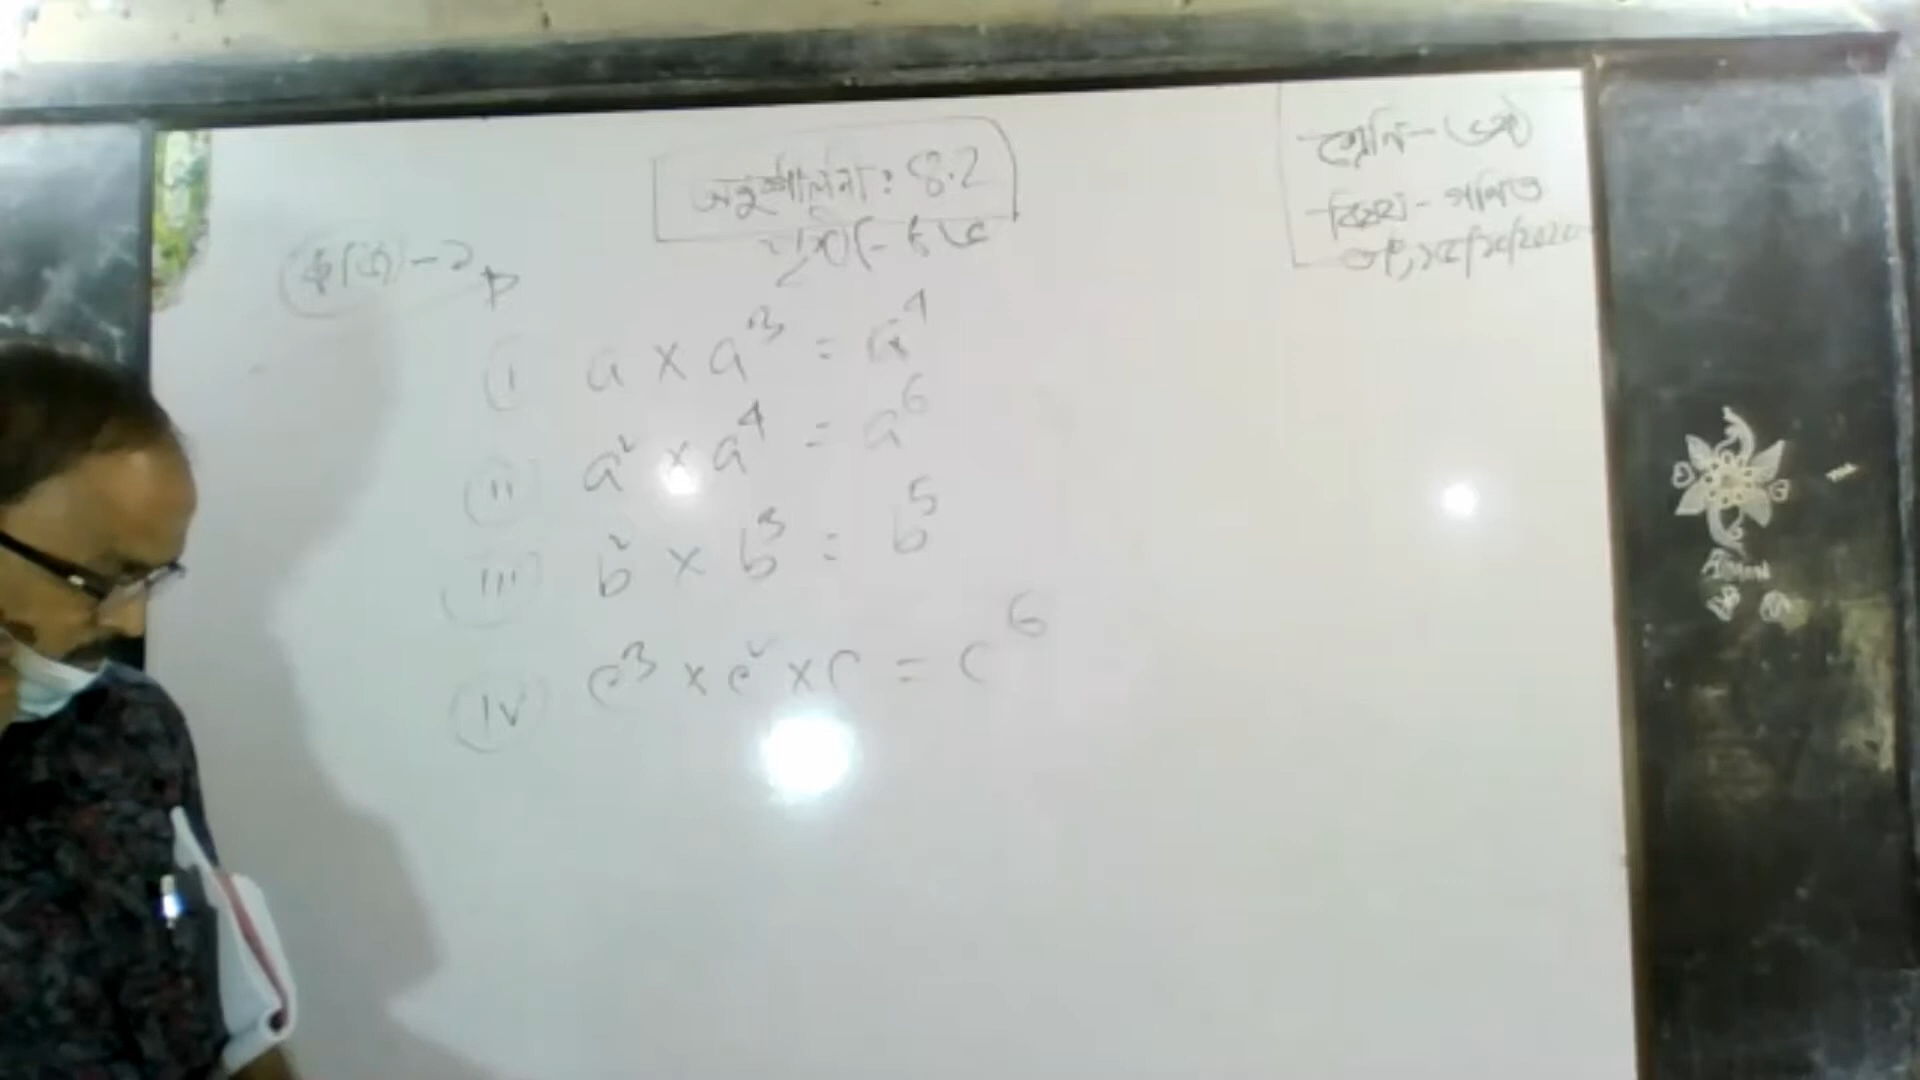 অনুশীলনী: ৪.২
শ্রেণি-৬ষ্ঠ
বিষয়-গণিত
(i) a × a³ = a⁴
(ii) a² × a⁴ = a⁶
(iii) b² × b³ = b⁵
(iv) c³ × c² × c = c⁶